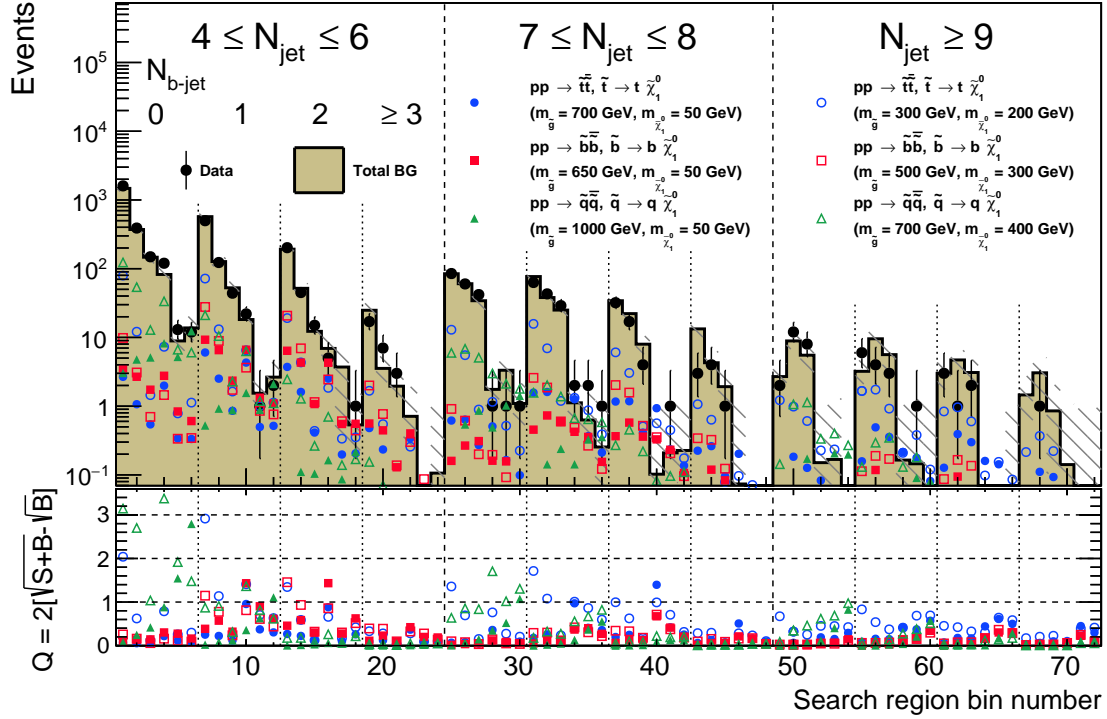 Events
4 ≤ N_jet ≤ 6
7 ≤ N_jet ≤ 8
N_jet ≥ 9
N_b-jet
0 1 2 ≥ 3
Data
Total BG
pp → t̃t̃̄, t̃ → t χ̃₁⁰
(m_g̃ = 700 GeV, m_χ̃₁⁰ = 50 GeV)
pp → b̃b̃̄, b̃ → b χ̃₁⁰
(m_g̃ = 650 GeV, m_χ̃₁⁰ = 50 GeV)
pp → q̃q̃̄, q̃ → q χ̃₁⁰
(m_g̃ = 1000 GeV, m_χ̃₁⁰ = 50 GeV)
pp → t̃t̃̄, t̃ → t χ̃₁⁰
(m_g̃ = 300 GeV, m_χ̃₁⁰ = 200 GeV)
pp → b̃b̃̄, b̃ → b χ̃₁⁰
(m_g̃ = 500 GeV, m_χ̃₁⁰ = 300 GeV)
pp → q̃q̃̄, q̃ → q χ̃₁⁰
(m_g̃ = 700 GeV, m_χ̃₁⁰ = 400 GeV)
10⁵
10⁴
10³
10²
10
1
10⁻¹
Q = 2[√S+B-√B]
3
2
1
0
10 20 30 40 50 60 70
Search region bin number